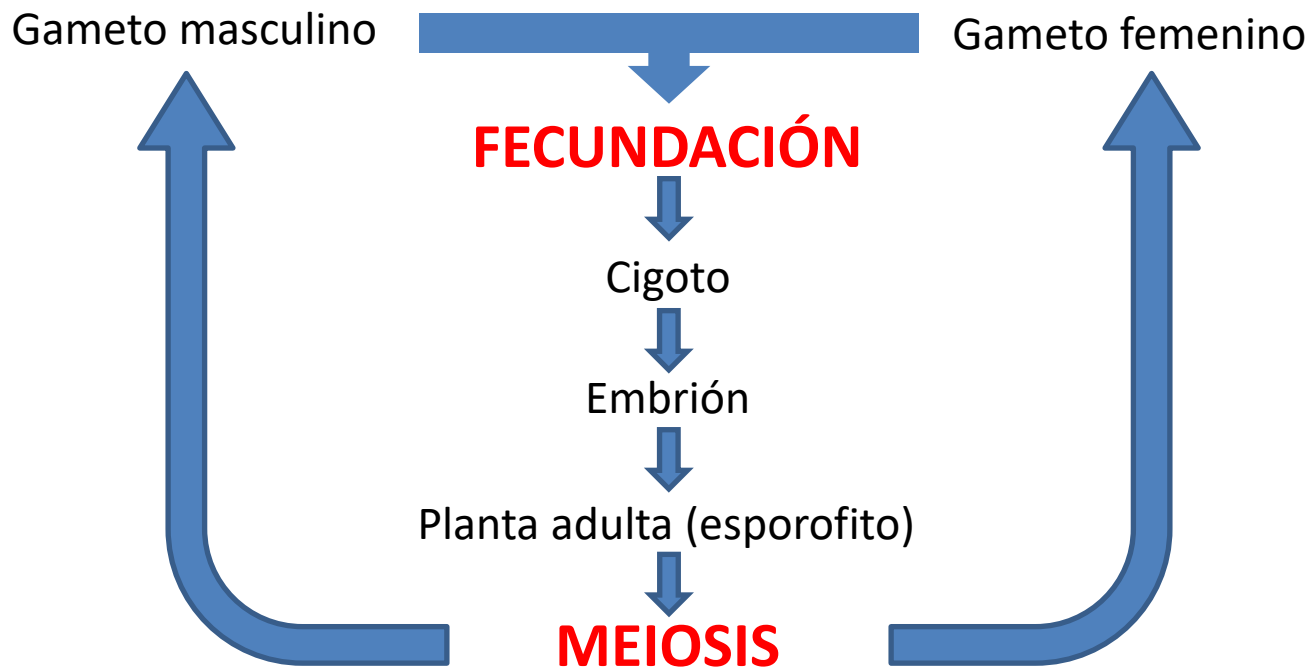 Gameto masculino
Gameto femenino
FECUNDACIÓN
Cigoto
Embrión
Planta adulta (esporofito)
MEIOSIS